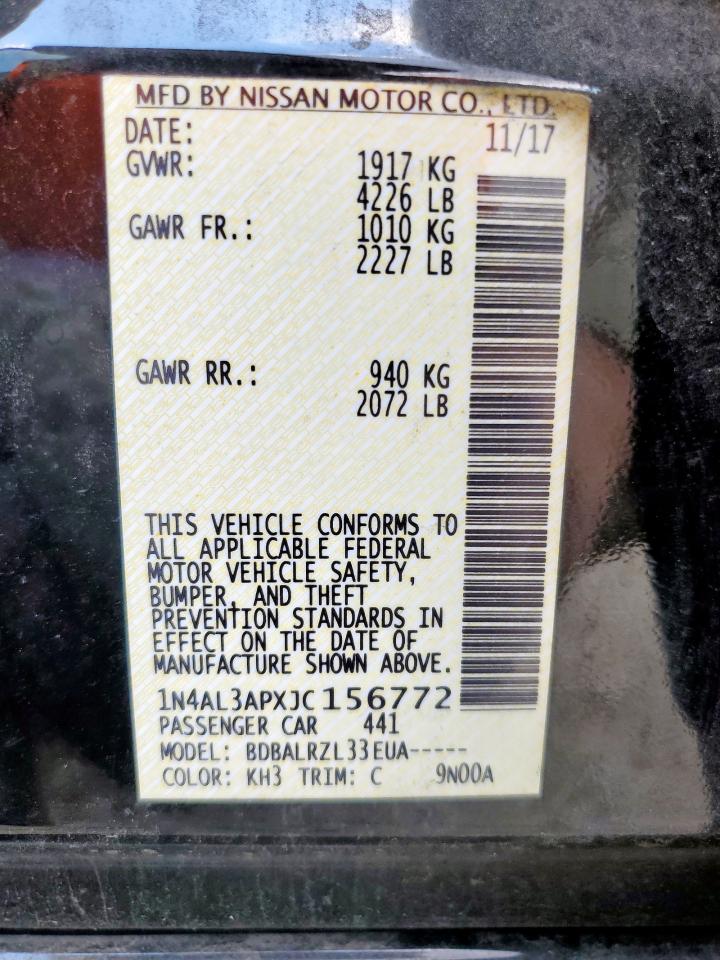 MFD BY NISSAN MOTOR CO., LTD.
DATE: 11/17
GVWR: 1917 KG
4226 LB
GAWR FR.: 1010 KG
2227 LB
GAWR RR.: 940 KG
2072 LB
THIS VEHICLE CONFORMS TO
ALL APPLICABLE FEDERAL
MOTOR VEHICLE SAFETY,
BUMPER, AND THEFT
PREVENTION STANDARDS IN
EFFECT ON THE DATE OF
MANUFACTURE SHOWN ABOVE.
1N4AL3APXJC156772
PASSENGER CAR 441
MODEL: BDBALRZL33EUA-----
COLOR: KH3 TRIM: C 9N00A